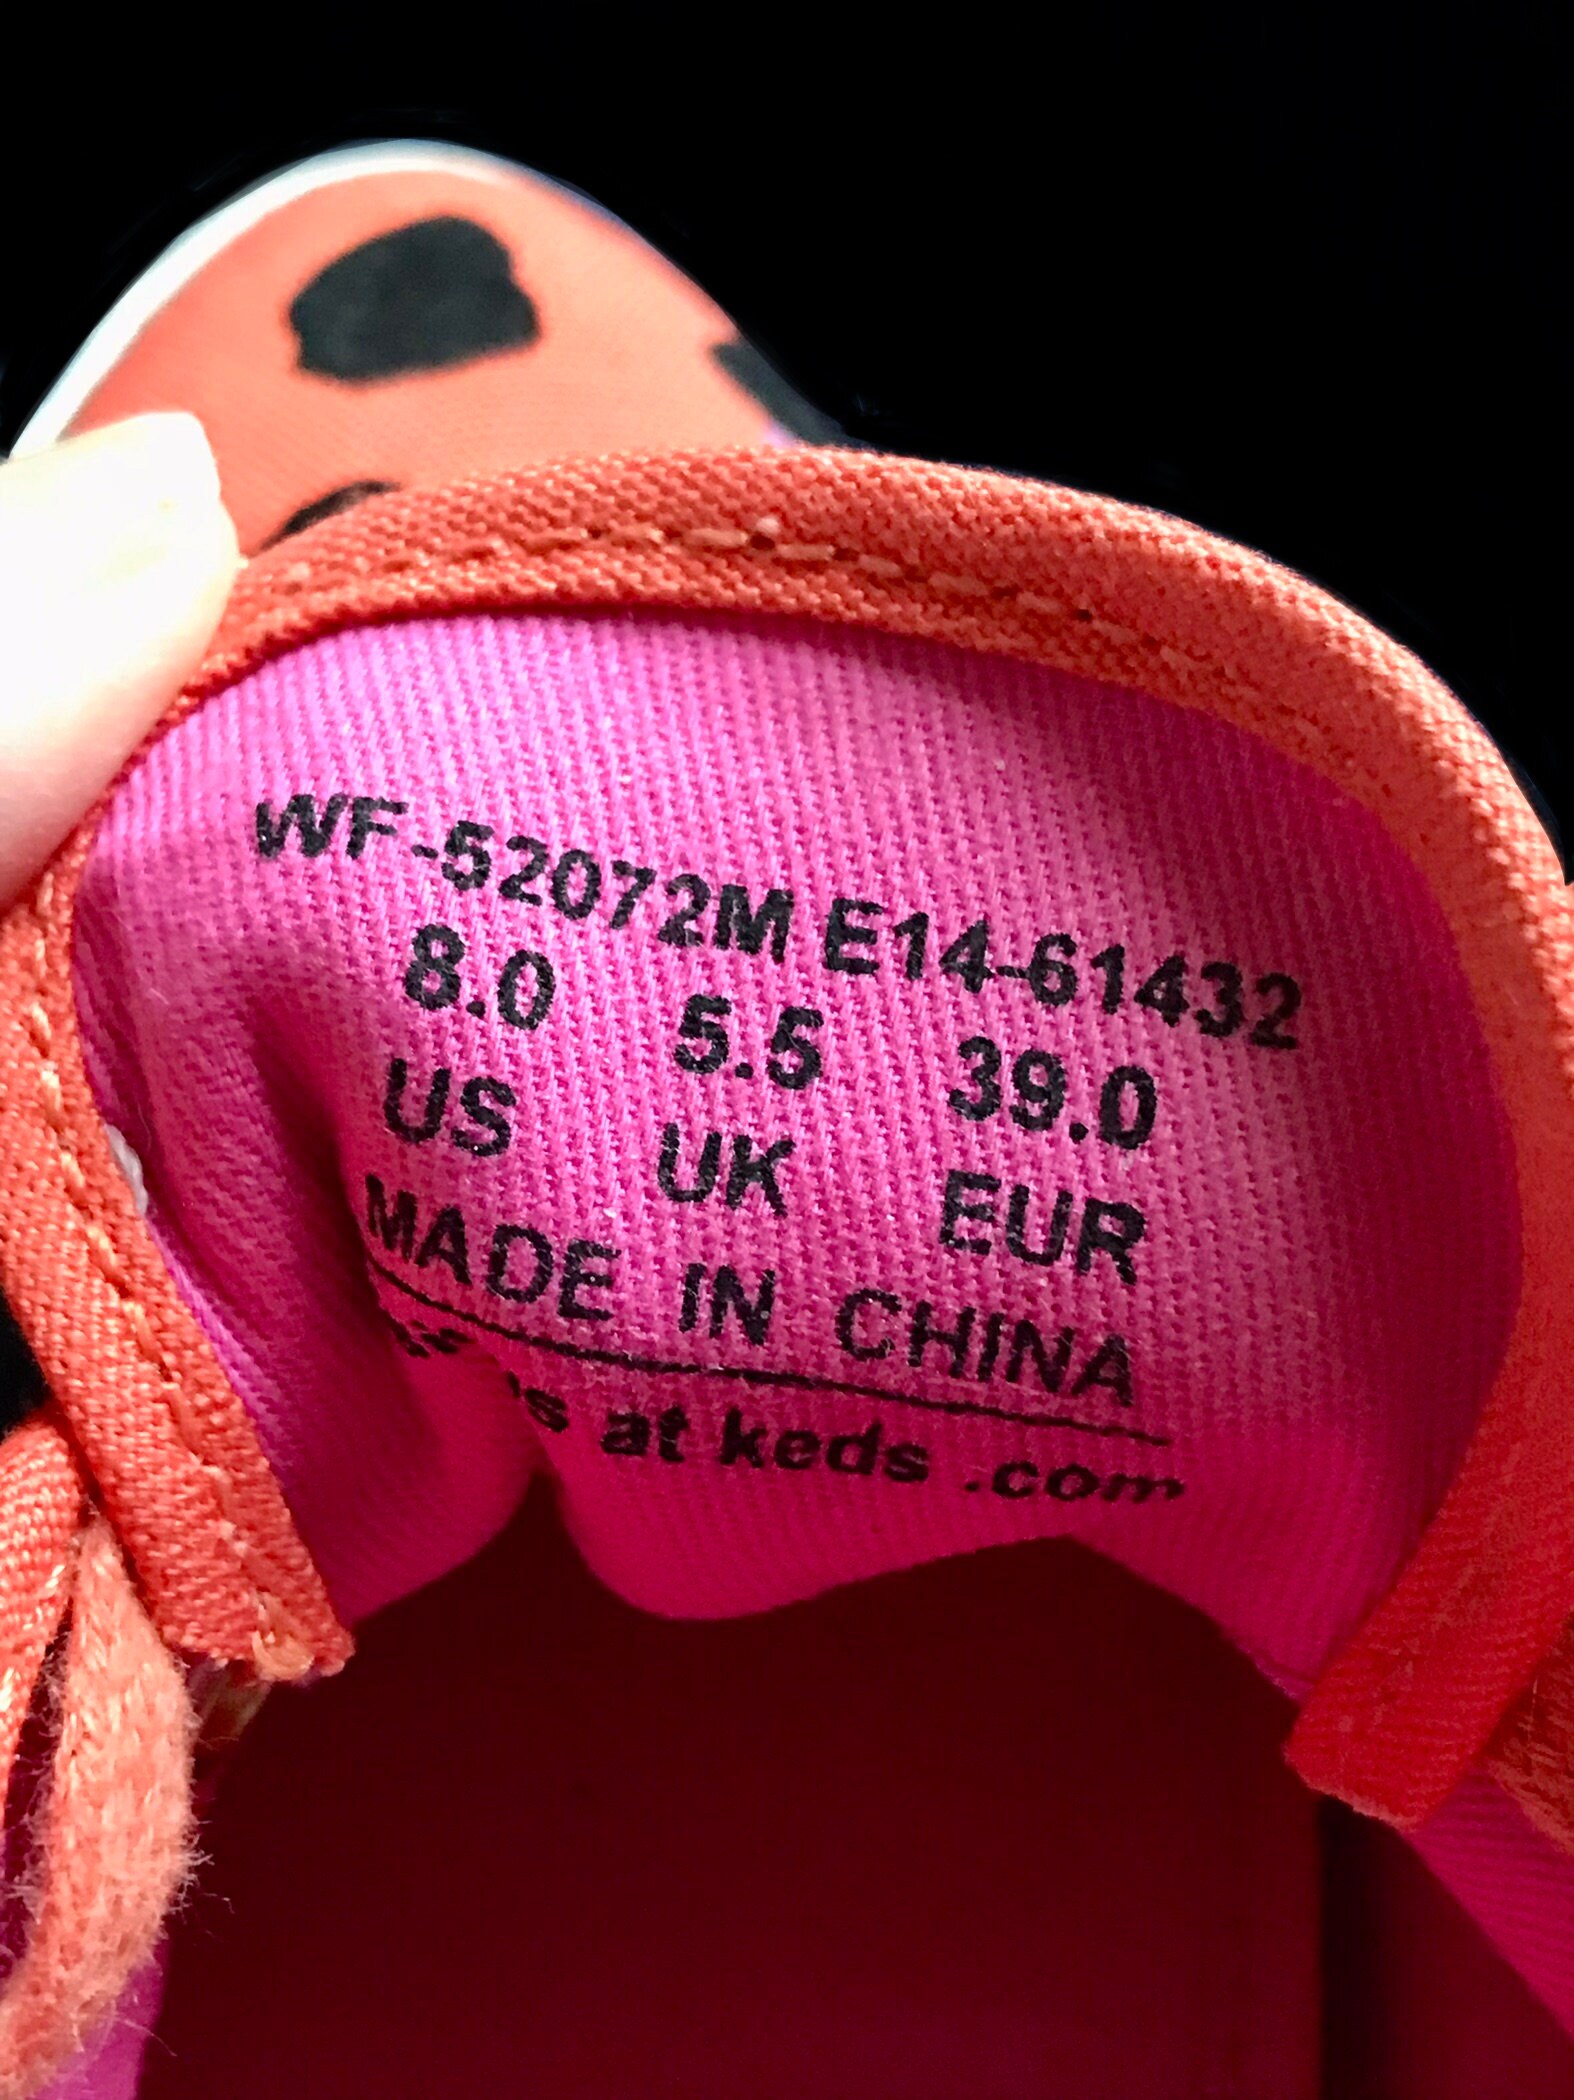 WF-52072M E14-61432
8.0 5.5 39.0
US UK EUR
MADE IN CHINA
at keds .com